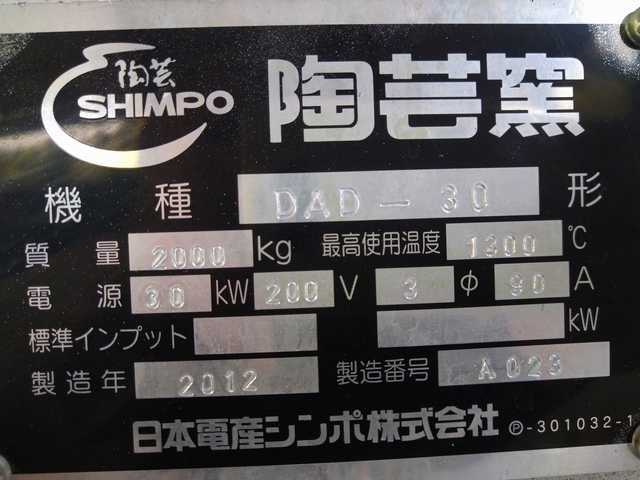 陶芸 SHIMPO 陶芸窯
機種 DAD-30 形
質量 2000 kg 最高使用温度 1300 ℃
電源 30 kW 200 V 3 φ 90 A
標準インプット kW
製造年 2012 製造番号 A023
日本電産シンポ株式会社 Ⓟ-301032-1